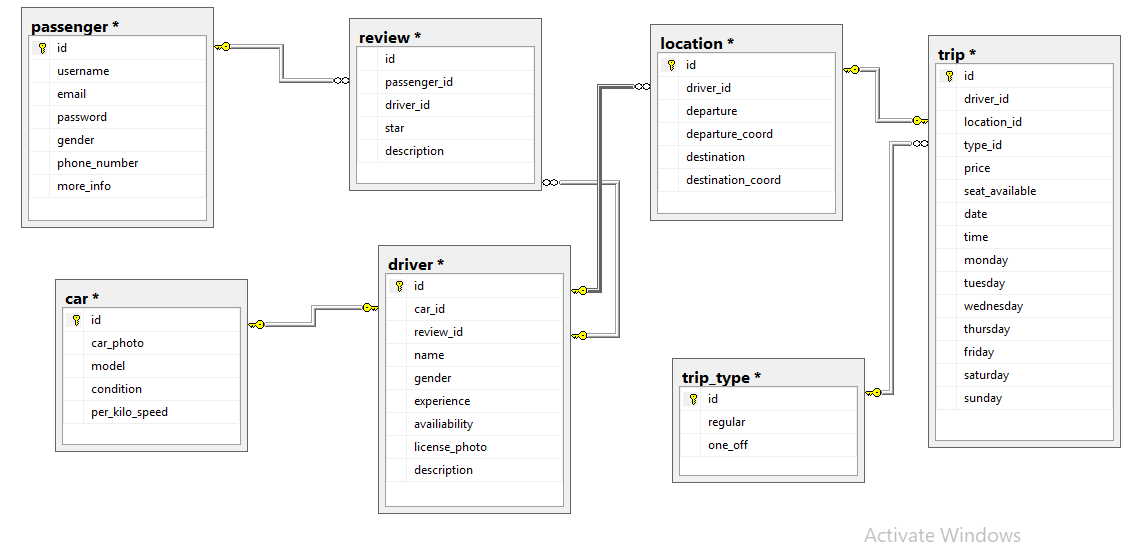 passenger *
id
username
email
password
gender
phone_number
more_info
review *
id
passenger_id
driver_id
star
description
location *
id
driver_id
departure
departure_coord
destination
destination_coord
trip *
id
driver_id
location_id
type_id
price
seat_available
date
time
monday
tuesday
wednesday
thursday
friday
saturday
sunday
car *
id
car_photo
model
condition
per_kilo_speed
driver *
id
car_id
review_id
name
gender
experience
availiability
license_photo
description
trip_type *
id
regular
one_off
Activate Windows